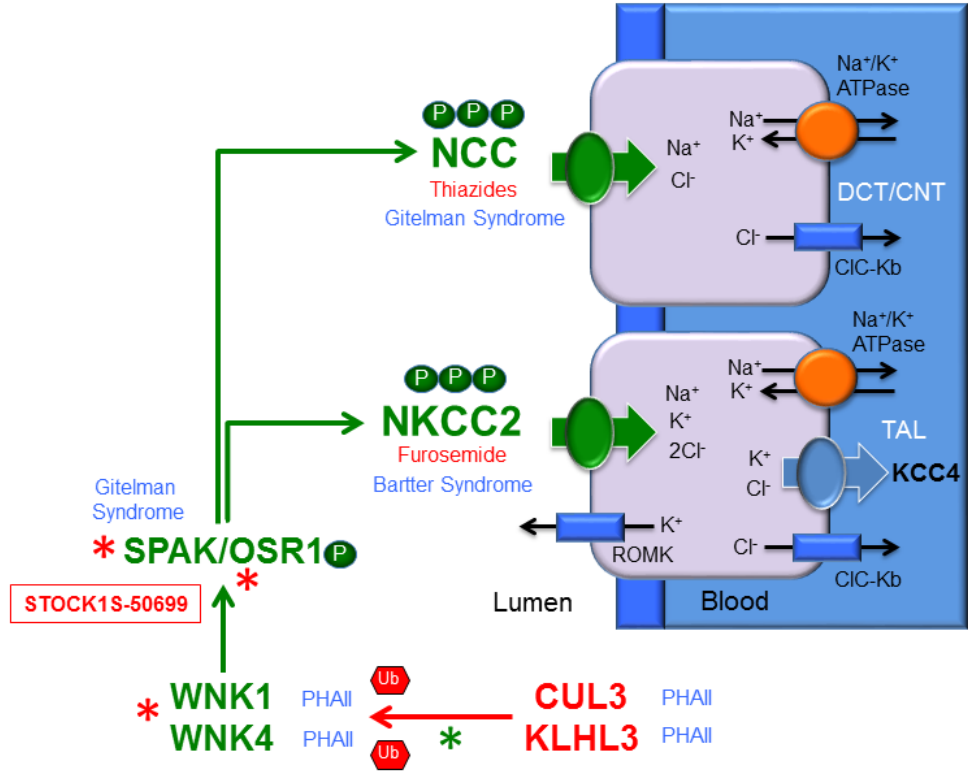 P P P
NCC
Thiazides
Gitelman Syndrome
Na⁺
Cl⁻
Na⁺/K⁺
ATPase
Na⁺
K⁺
DCT/CNT
Cl⁻
ClC-Kb
P P P
NKCC2
Furosemide
Bartter Syndrome
Na⁺
K⁺
2Cl⁻
Na⁺/K⁺
ATPase
Na⁺
K⁺
TAL
KCC4
K⁺
Cl⁻
K⁺
ROMK
Cl⁻
ClC-Kb
Lumen
Blood
Gitelman
Syndrome
* SPAK/OSR1 P
*
STOCK1S-50699
* WNK1 PHAII
WNK4 PHAII
Ub
Ub
*
CUL3 PHAII
KLHL3 PHAII